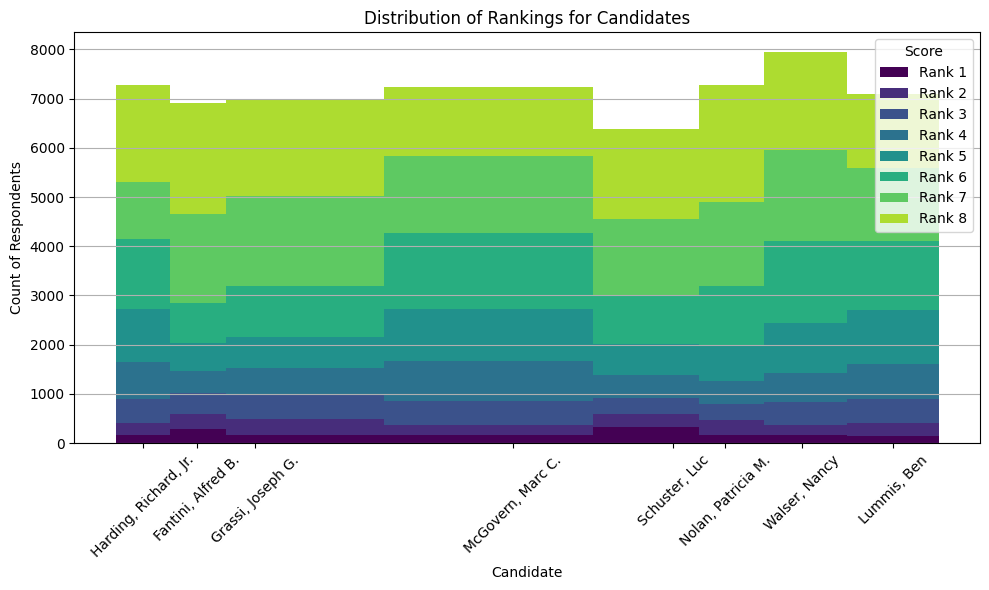 Distribution of Rankings for Candidates
Count of Respondents
8000
7000
6000
5000
4000
3000
2000
1000
0
Score
Rank 1
Rank 2
Rank 3
Rank 4
Rank 5
Rank 6
Rank 7
Rank 8
Harding, Richard, Jr.
Fantini, Alfred B.
Grassi, Joseph G.
McGovern, Marc C.
Schuster, Luc
Nolan, Patricia M.
Walser, Nancy
Lummis, Ben
Candidate